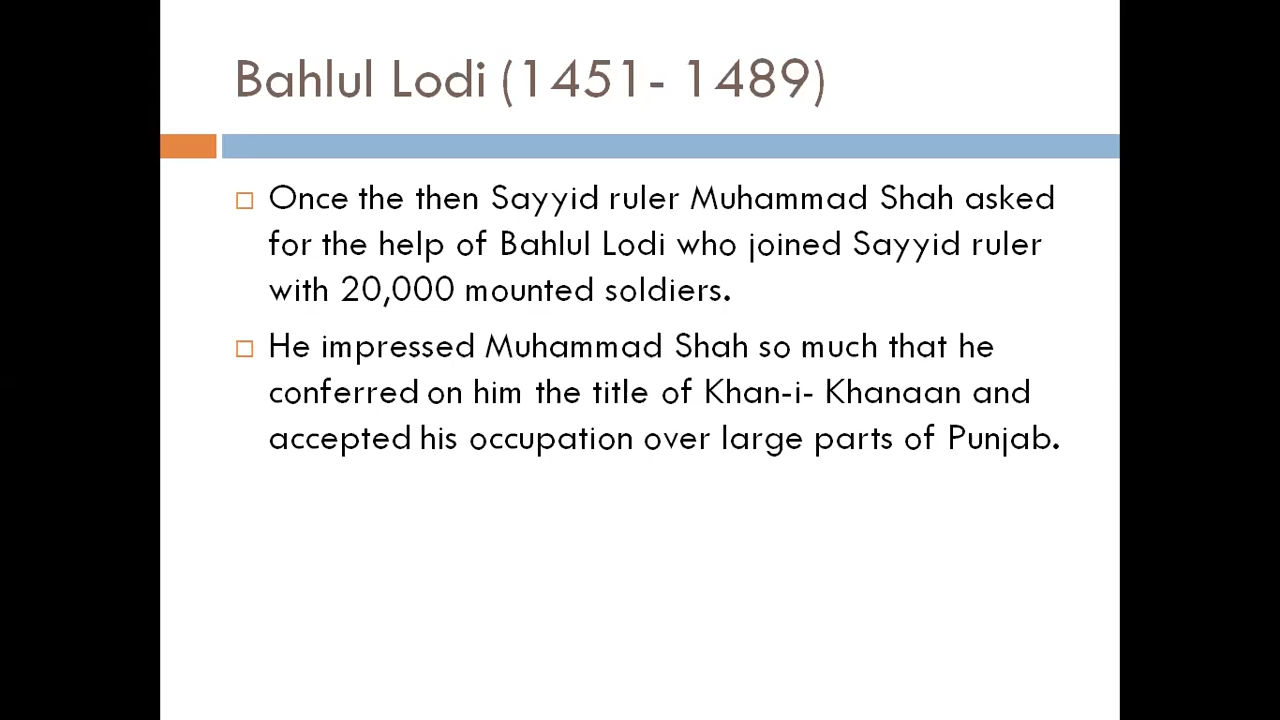 Bahlul Lodi (1451- 1489)
Once the then Sayyid ruler Muhammad Shah asked
for the help of Bahlul Lodi who joined Sayyid ruler
with 20,000 mounted soldiers.
He impressed Muhammad Shah so much that he
conferred on him the title of Khan-i- Khanaan and
accepted his occupation over large parts of Punjab.